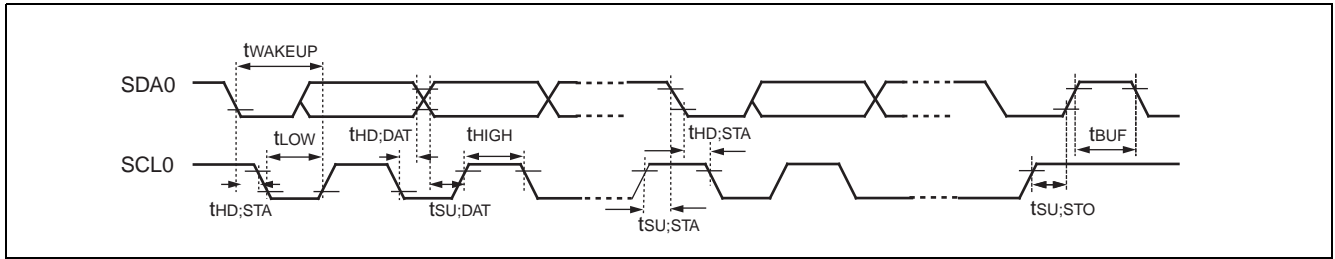 tWAKEUP
SDA0
tHD;DAT
tHIGH
tHD;STA
tLOW
tBUF
SCL0
tHD;STA
tSU;DAT
tSU;STA
tSU;STO